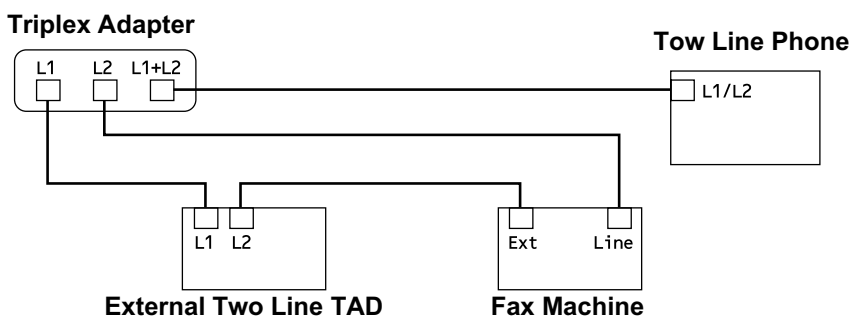 Triplex Adapter
Tow Line Phone
L1 L2 L1+L2
L1/L2
L1 L2
Ext Line
External Two Line TAD
Fax Machine